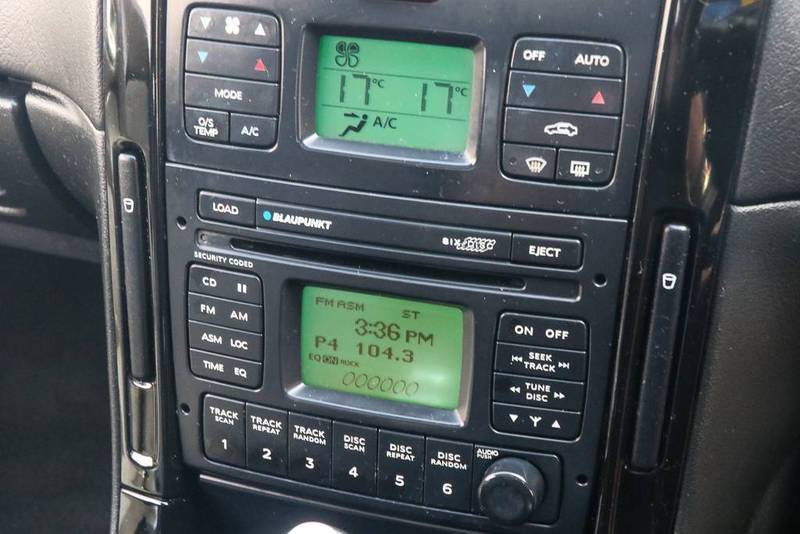 OFF AUTO
17°C 17°C
MODE
A/C
O/S TEMP A/C
LOAD BLAUPUNKT SIX DISC EJECT
SECURITY CODED
CD
FM AM
ASM LOC
TIME EQ
FM ASM ST
3:36 PM
P4 104.3
EQ ON ROCK
000000
ON OFF
SEEK
TRACK
TUNE
DISC
TRACK SCAN 1
TRACK REPEAT 2
TRACK RANDOM 3
DISC SCAN 4
DISC REPEAT 5
DISC RANDOM 6
AUDIO
PUSH